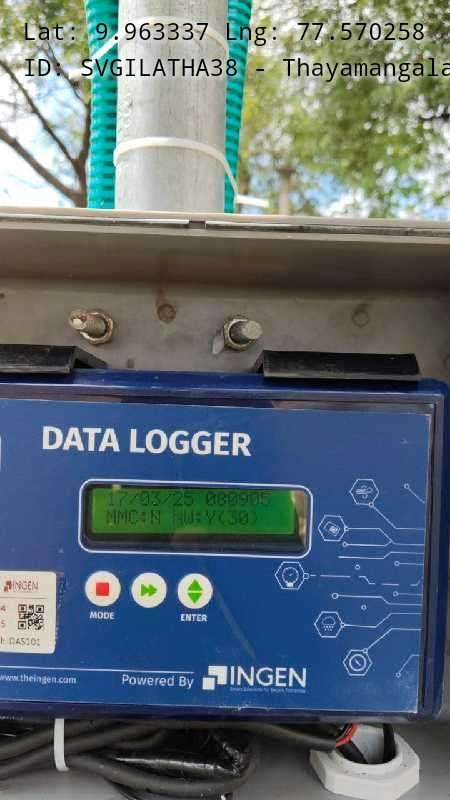 Lat: 9.963337 Lng: 77.570258
ID: SVGILATHA38 - Thayamangala
DATA LOGGER
17/03/25 080905
MMC:N NW:Y(30)
MODE
ENTER
INGEN
DAS101
www.theingen.com
Powered By INGEN